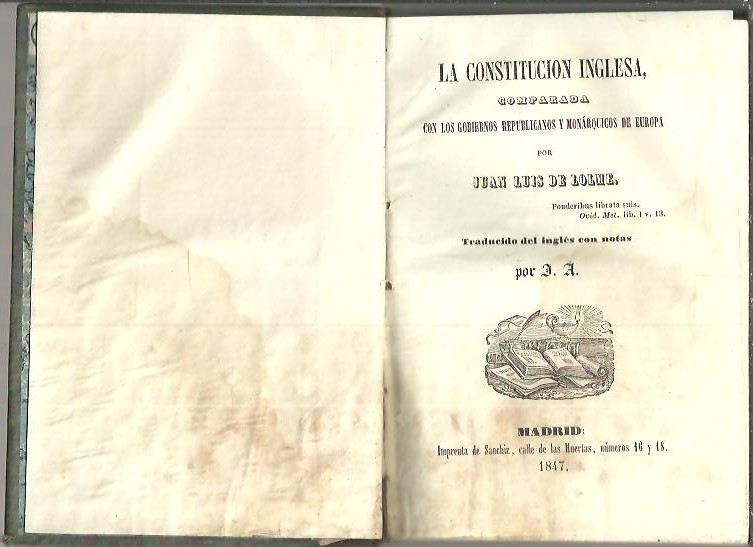 LA CONSTITUCION INGLESA,
COMPARADA
CON LOS GOBIERNOS REPUBLICANOS Y MONÁRQUICOS DE EUROPA
POR
JUAN LUIS DE LOLME.
Ponderibus librata suis.
Ovid. Met. lib. 1 v. 13.
Traducido del inglés con notas
por J. A.
MADRID:
Imprenta de Sanchiz, calle de las Huertas, números 16 y 18.
1847.